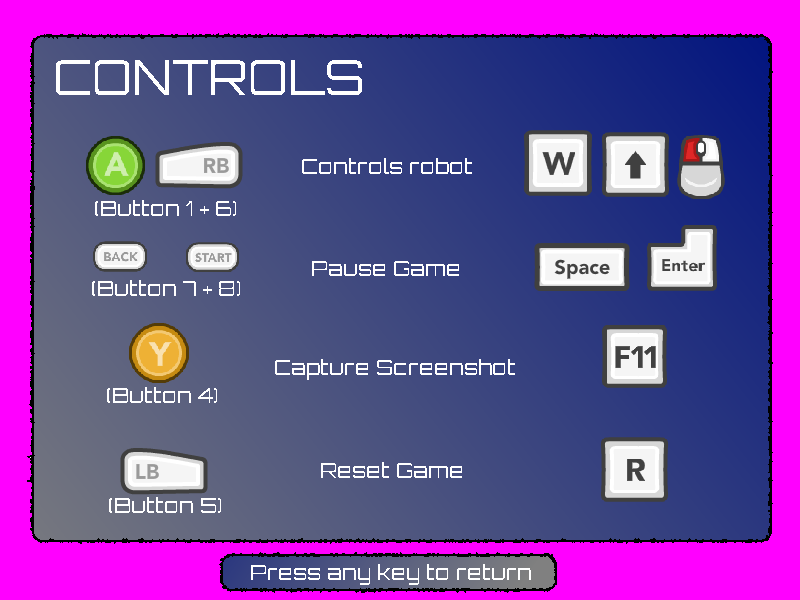 CONTROLS
A RB Controls robot W
(Button 1 + 6)
BACK START Pause Game Space Enter
(Button 7 + 8)
Y Capture Screenshot F11
(Button 4)
LB Reset Game R
(Button 5)
Press any key to return